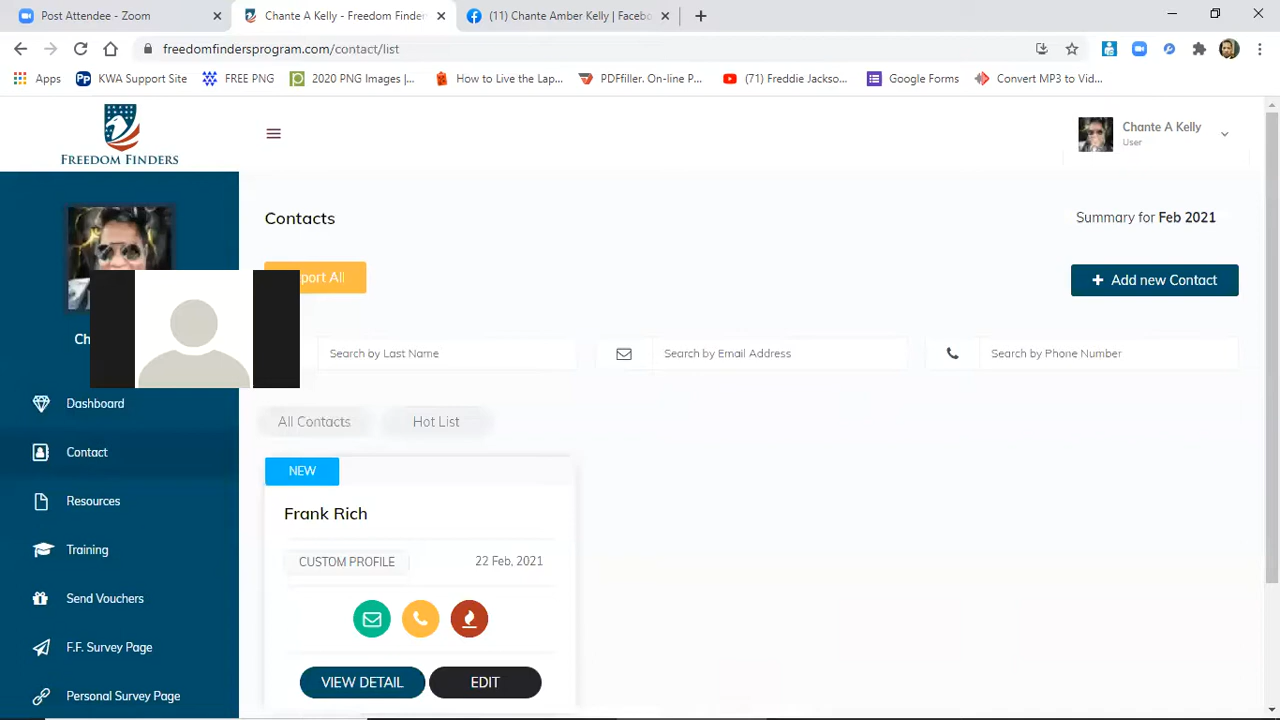 Post Attendee - Zoom
Chante A Kelly - Freedom Finder
(11) Chante Amber Kelly | Facebo
freedomfindersprogram.com/contact/list
Apps
KWA Support Site
FREE PNG
2020 PNG Images |...
How to Live the Lap...
PDFfiller. On-line P...
(71) Freddie Jackso...
Google Forms
Convert MP3 to Vid...
FREEDOM FINDERS
Chante A Kelly
User
Contacts
Summary for Feb 2021
port All
Add new Contact
Ch
Search by Last Name
Search by Email Address
Search by Phone Number
Dashboard
All Contacts
Hot List
Contact
NEW
Resources
Frank Rich
Training
CUSTOM PROFILE
22 Feb, 2021
Send Vouchers
F.F. Survey Page
VIEW DETAIL
EDIT
Personal Survey Page